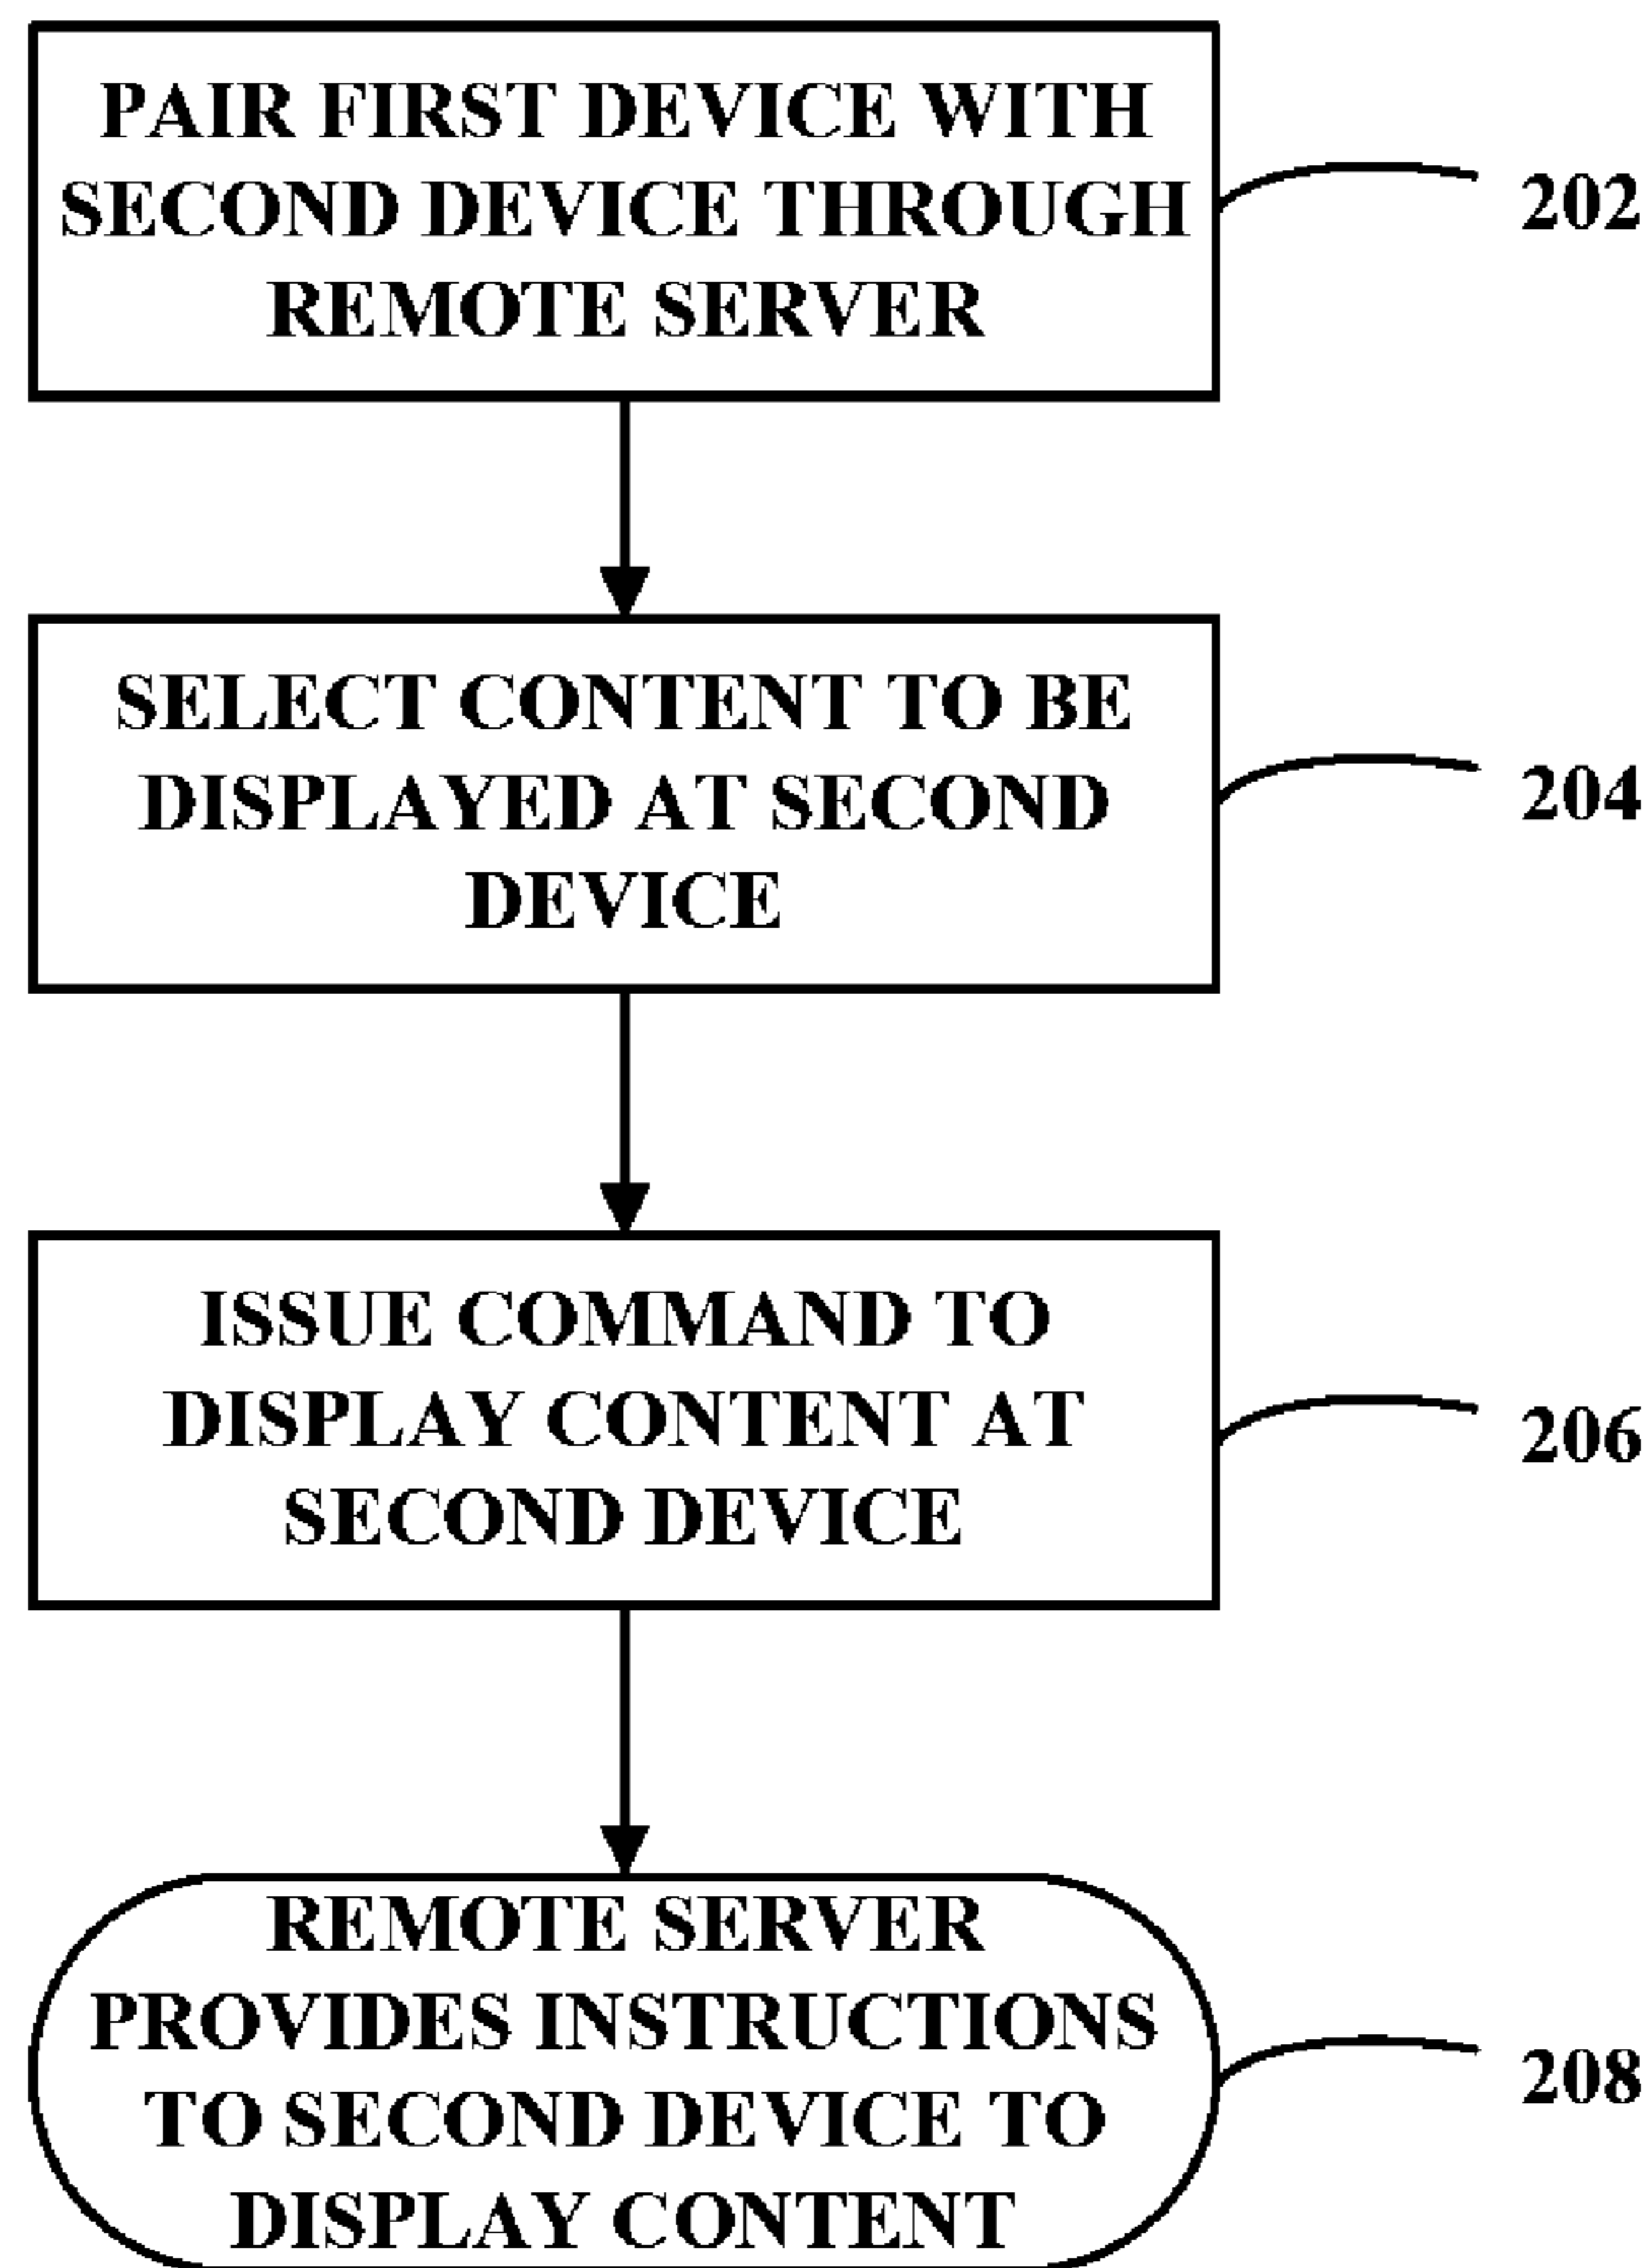 PAIR FIRST DEVICE WITH
SECOND DEVICE THROUGH
REMOTE SERVER
202
SELECT CONTENT TO BE
DISPLAYED AT SECOND
DEVICE
204
ISSUE COMMAND TO
DISPLAY CONTENT AT
SECOND DEVICE
206
REMOTE SERVER
PROVIDES INSTRUCTIONS
TO SECOND DEVICE TO
DISPLAY CONTENT
208